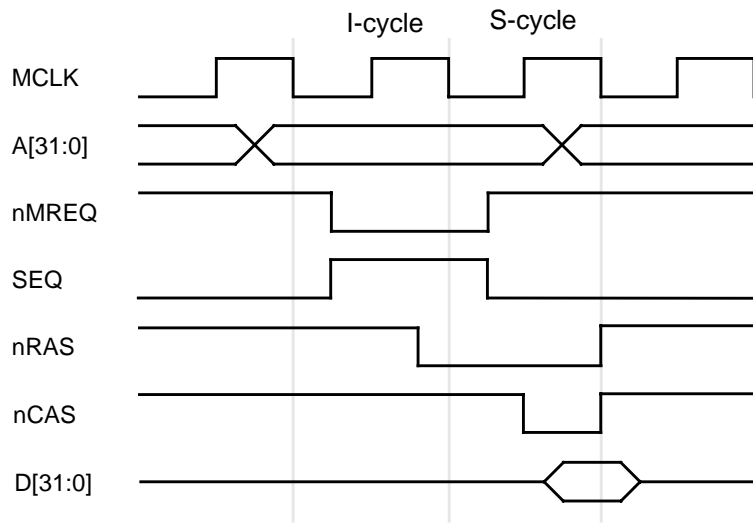 I-cycle S-cycle
MCLK
A[31:0]
nMREQ
SEQ
nRAS
nCAS
D[31:0]